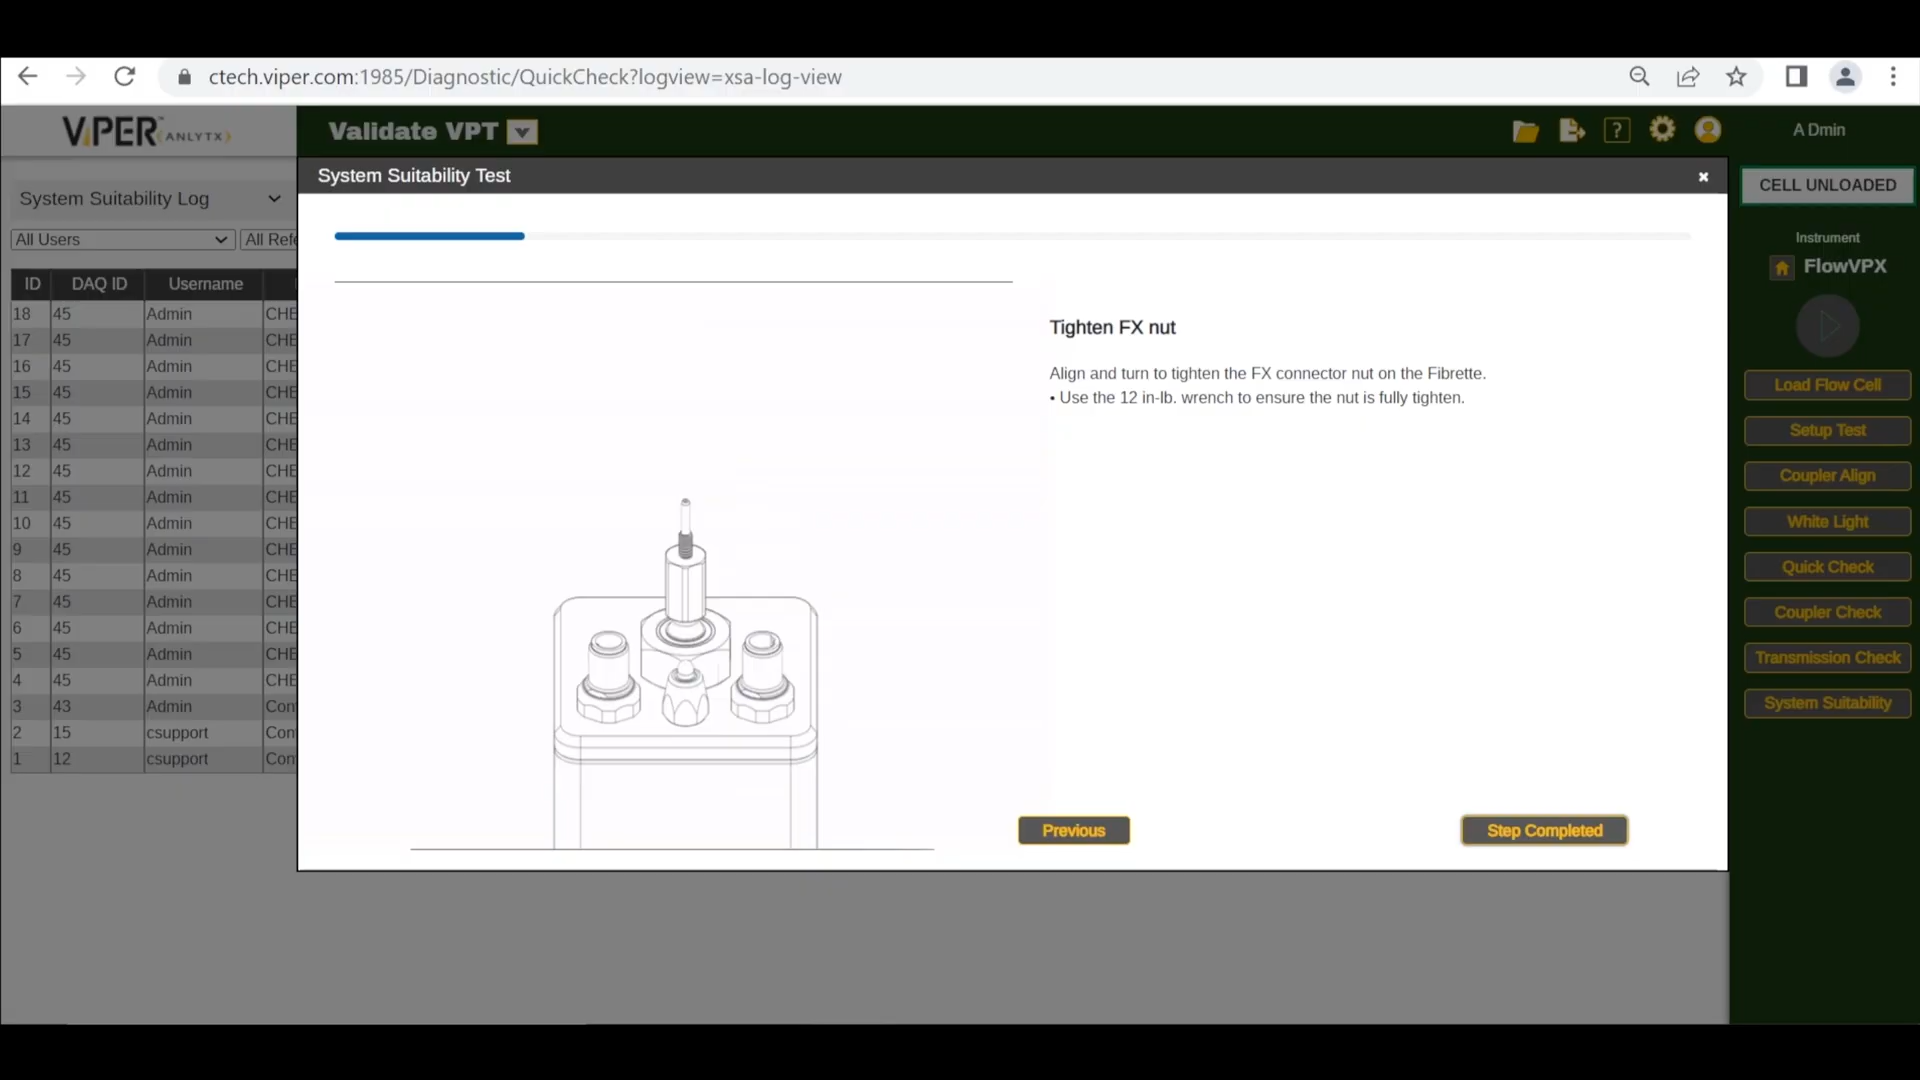 ctech.viper.com:1985/Diagnostic/QuickCheck?logview=xsa-log-view
VIPER ANLYTX
Validate VPT
A Dmin
System Suitability Test
CELL UNLOADED
System Suitability Log
All Users
All Refe
Instrument
FlowVPX
ID DAQ ID Username
18 45 Admin CHE
17 45 Admin CHE
16 45 Admin CHE
15 45 Admin CHE
14 45 Admin CHE
13 45 Admin CHE
12 45 Admin CHE
11 45 Admin CHE
10 45 Admin CHE
9 45 Admin CHE
8 45 Admin CHE
7 45 Admin CHE
6 45 Admin CHE
5 45 Admin CHE
4 45 Admin CHE
3 43 Admin Con
2 15 csupport Con
1 12 csupport Con
Tighten FX nut
Align and turn to tighten the FX connector nut on the Fibrette.
• Use the 12 in-lb. wrench to ensure the nut is fully tighten.
Previous
Step Completed
Load Flow Cell
Setup Test
Coupler Align
White Light
Quick Check
Coupler Check
Transmission Check
System Suitability